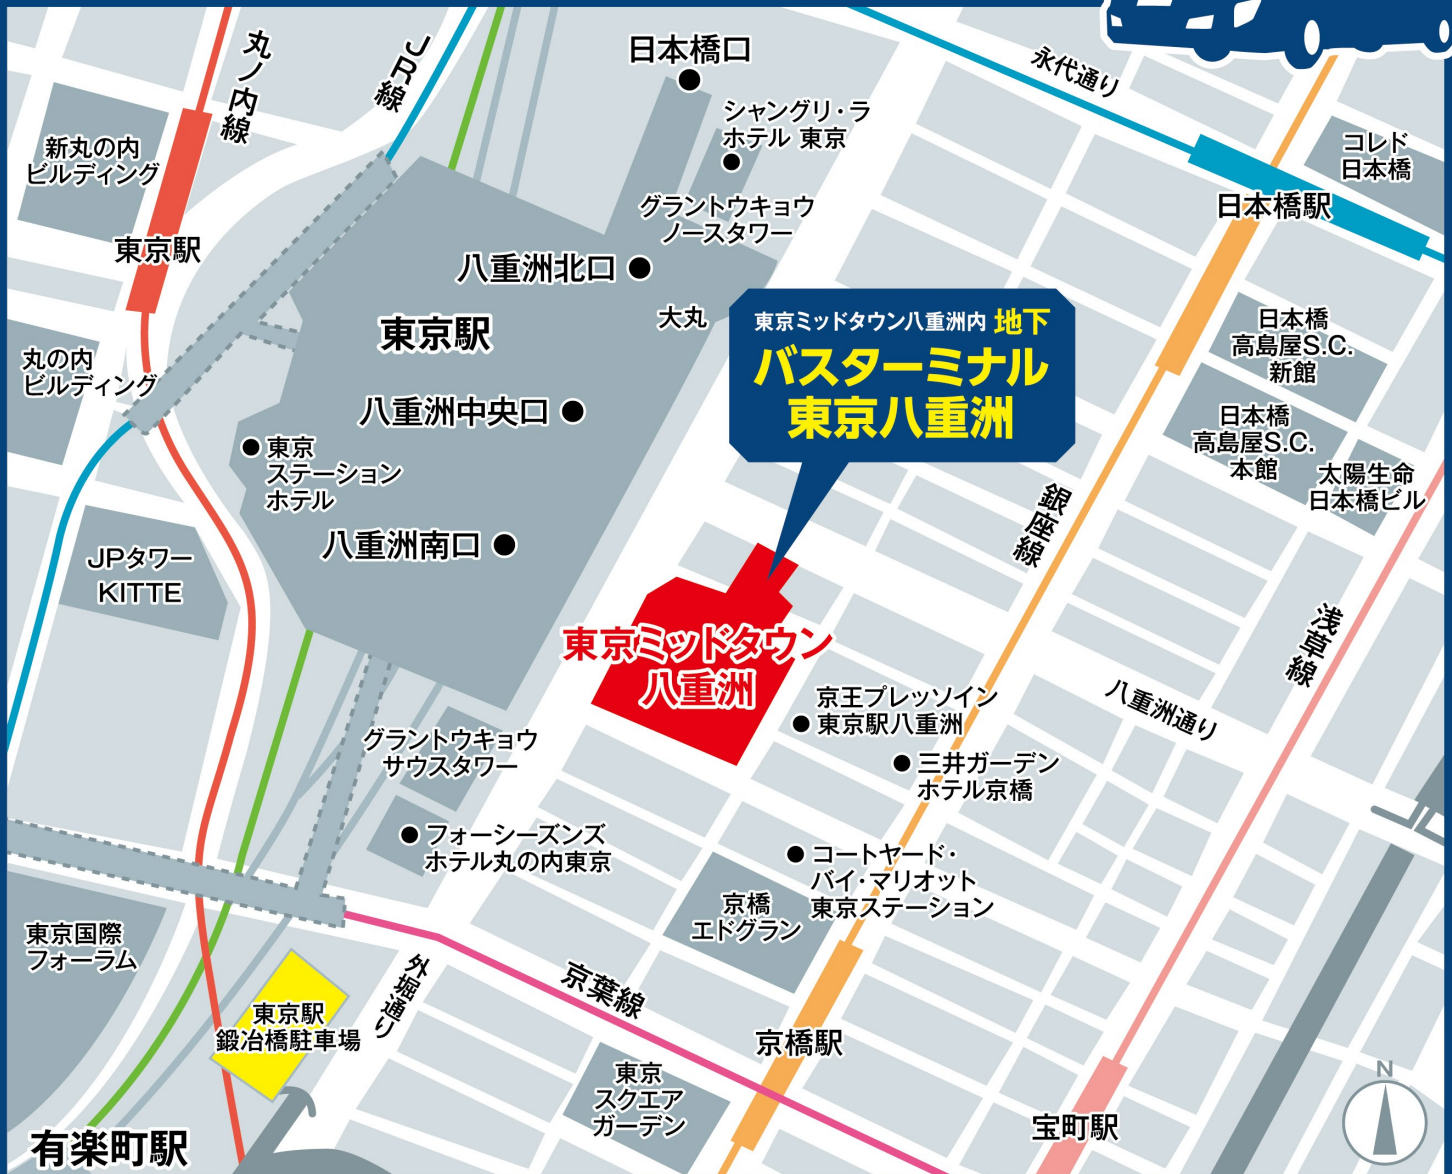 丸ノ内線
JR線
日本橋口
シャングリ・ラ
ホテル 東京
永代通り
新丸の内
ビルディング
コレド
日本橋
グラントウキョウ
ノースタワー
日本橋駅
東京駅
八重洲北口
大丸
東京駅
東京ミッドタウン八重洲内 地下
バスターミナル
東京八重洲
日本橋
高島屋S.C.
新館
丸の内
ビルディング
八重洲中央口
日本橋
高島屋S.C.
本館
東京
ステーション
ホテル
太陽生命
日本橋ビル
銀座線
八重洲南口
JPタワー
KITTE
浅草線
東京ミッドタウン
八重洲
京王プレッソイン
東京駅八重洲
八重洲通り
グラントウキョウ
サウスタワー
三井ガーデン
ホテル京橋
フォーシーズンズ
ホテル丸の内東京
コートヤード・
バイ・マリオット
東京ステーション
京橋
エドグラン
東京国際
フォーラム
外堀通り
京葉線
東京駅
鍛冶橋駐車場
京橋駅
東京
スクエア
ガーデン
N
宝町駅
有楽町駅